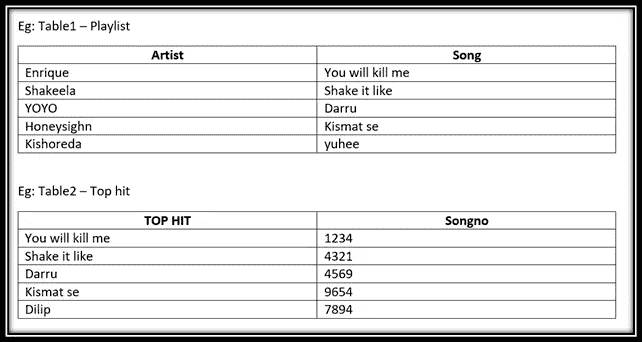 Eg: Table1 – Playlist
Artist Song
Enrique You will kill me
Shakeela Shake it like
YOYO Darru
Honeysighn Kismat se
Kishoreda yuhee
Eg: Table2 – Top hit
TOP HIT Songno
You will kill me 1234
Shake it like 4321
Darru 4569
Kismat se 9654
Dilip 7894